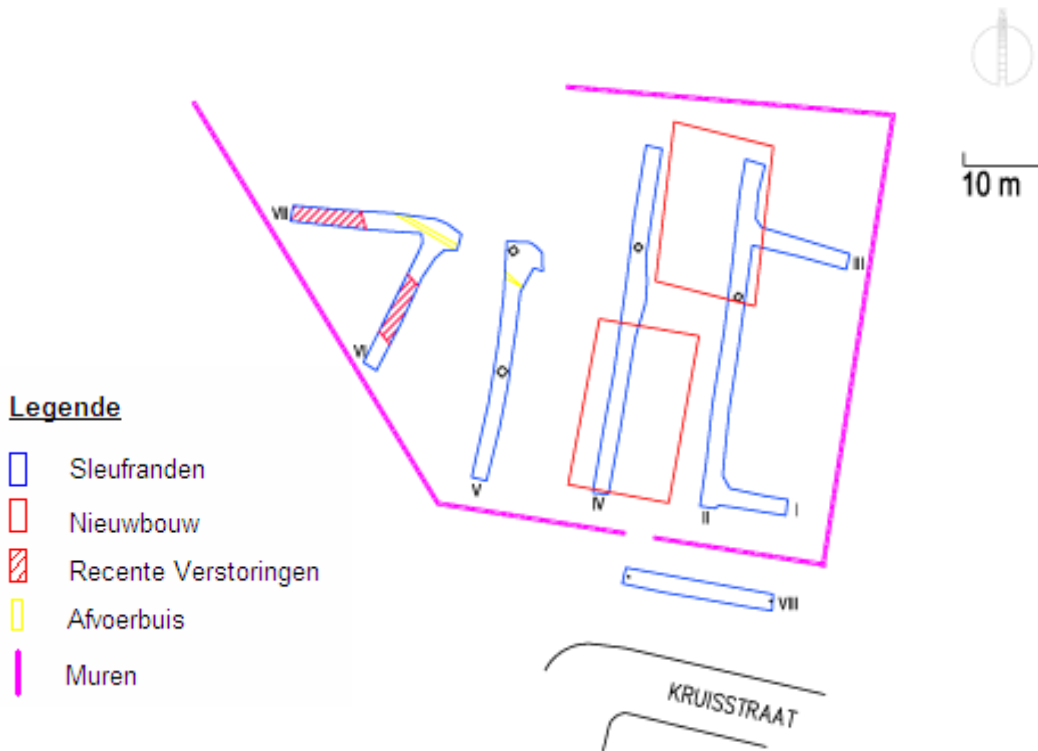 10 m
VII
III
VI
V
IV
II
I
VIII
KRUISSTRAAT
Legende
Sleufranden
Nieuwbouw
Recente Verstoringen
Afvoerbuis
Muren